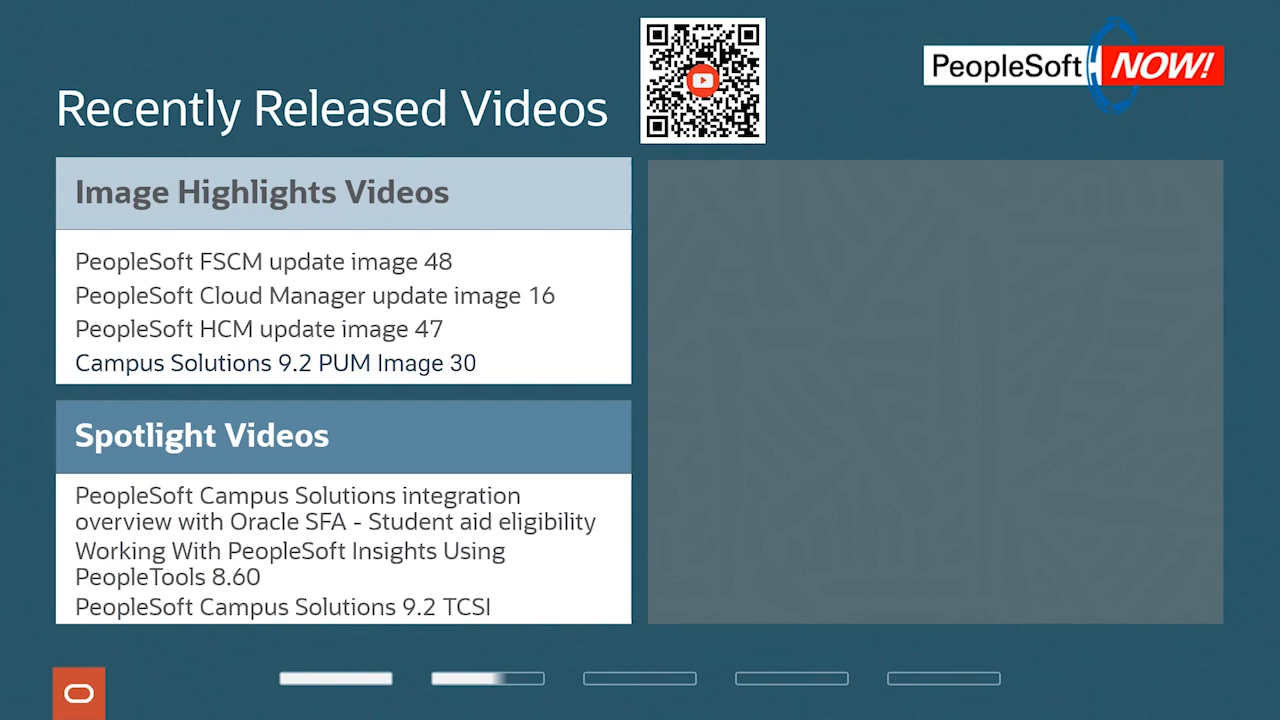 PeopleSoft NOW!
Recently Released Videos
Image Highlights Videos
PeopleSoft FSCM update image 48
PeopleSoft Cloud Manager update image 16
PeopleSoft HCM update image 47
Campus Solutions 9.2 PUM Image 30
Spotlight Videos
PeopleSoft Campus Solutions integration
overview with Oracle SFA - Student aid eligibility
Working With PeopleSoft Insights Using
PeopleTools 8.60
PeopleSoft Campus Solutions 9.2 TCSI